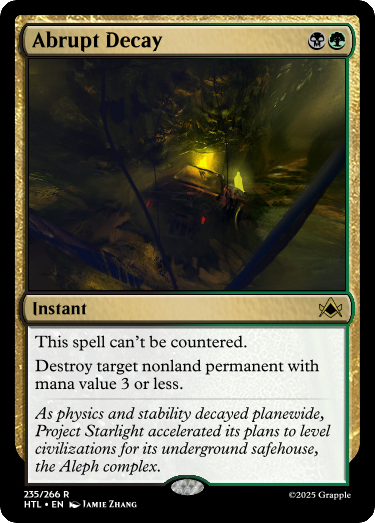 Abrupt Decay
Instant
This spell can't be countered.
Destroy target nonland permanent with
mana value 3 or less.
As physics and stability decayed planewide,
Project Starlight accelerated its plans to level
civilizations for its underground safehouse,
the Aleph complex.
235/266 R
HTL • EN Jamie Zhang
©2025 Grapple